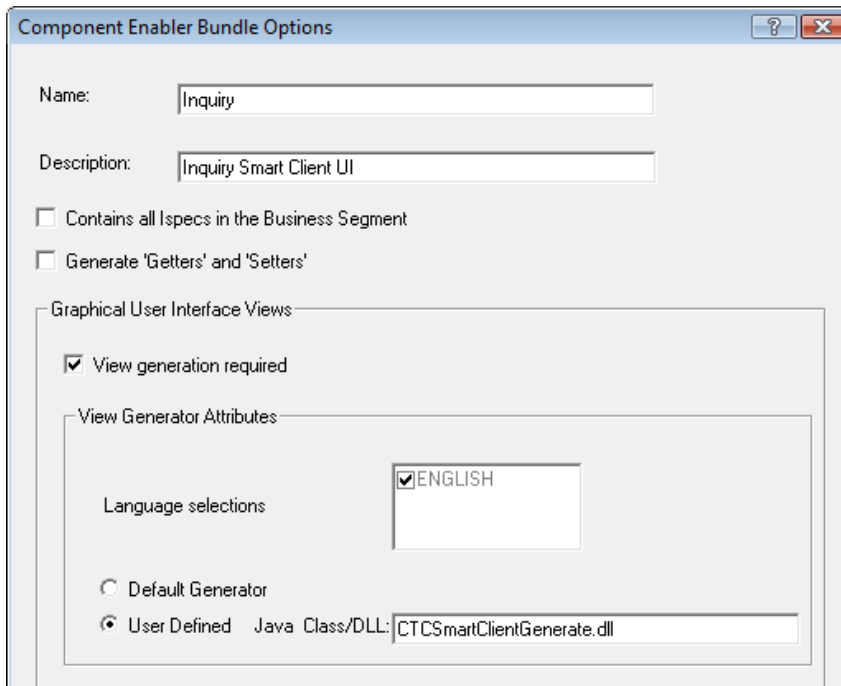 Component Enabler Bundle Options
Name: Inquiry
Description: Inquiry Smart Client UI
Contains all Ispecs in the Business Segment
Generate 'Getters' and 'Setters'
Graphical User Interface Views
View generation required
View Generator Attributes
ENGLISH
Language selections
Default Generator
User Defined Java Class/DLL: CTCSmartClientGenerate.dll